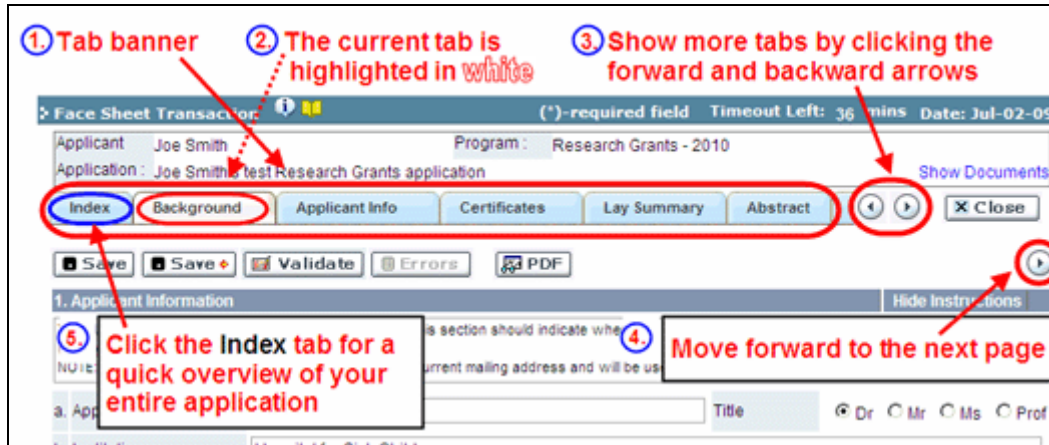 1. Tab banner
2. The current tab is
highlighted in white
3. Show more tabs by clicking the
forward and backward arrows
Face Sheet Transaction (*)-required field Timeout Left: 36 mins Date: Jul-02-09
Applicant Joe Smith Program : Research Grants - 2010
Application : Joe Smith's test Research Grants application Show Documents
Index Background Applicant Info Certificates Lay Summary Abstract X Close
Save Save Validate Errors PDF
1. Applicant Information Hide Instructions
is section should indicate whe
5. Click the Index tab for a
quick overview of your
entire application
4. Move forward to the next page
NOTE: urrent mailing address and will be us
a. App Title Dr Mr Ms Prof